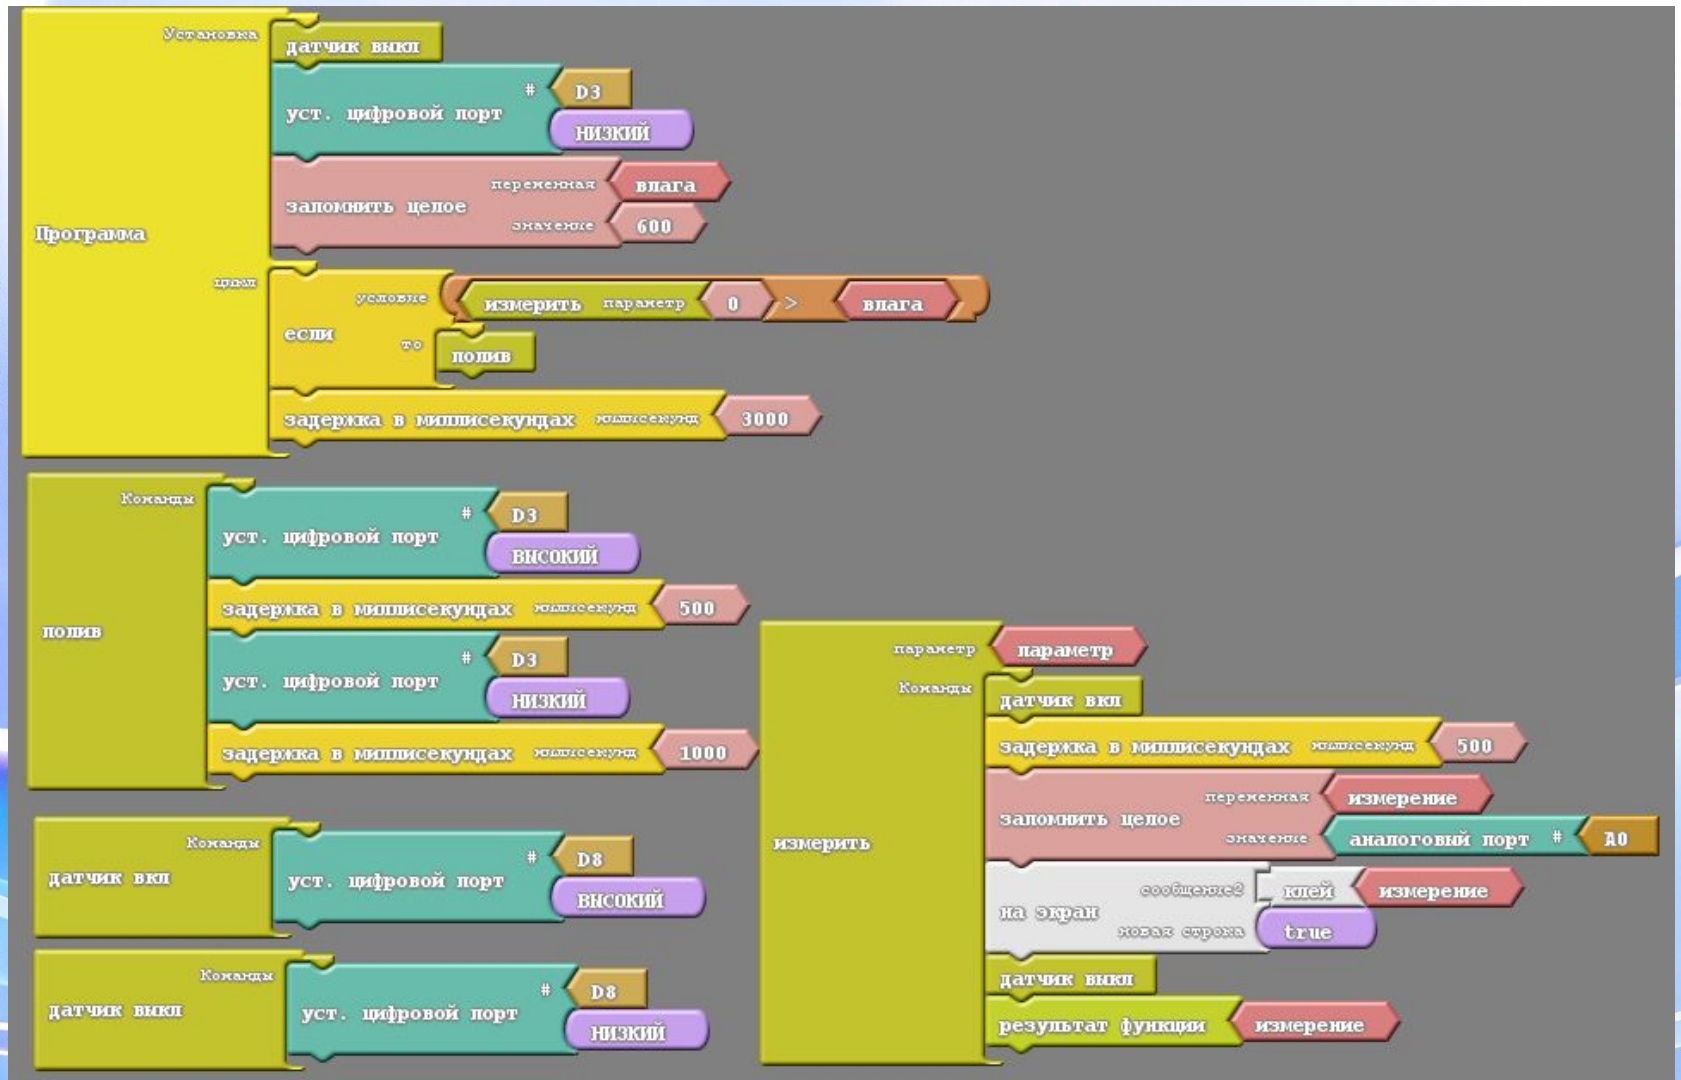 Установка
датчик выкл
уст. цифровой порт # D3
НИЗКИЙ
запомнить целое
переменная влага
значение 600
Программа
цикл
если
условие измерить параметр 0 > влага
то полив
задержка в миллисекундах миллисекунд 3000
полив
Команды
уст. цифровой порт # D3
ВЫСОКИЙ
задержка в миллисекундах миллисекунд 500
уст. цифровой порт # D3
НИЗКИЙ
задержка в миллисекундах миллисекунд 1000
датчик вкл
Команды
уст. цифровой порт # D8
ВЫСОКИЙ
датчик выкл
Команды
уст. цифровой порт # D8
НИЗКИЙ
измерить
параметр параметр
Команды
датчик вкл
задержка в миллисекундах миллисекунд 500
запомнить целое
переменная измерение
значение аналоговый порт # A0
на экран
сообщение2 клей измерение
новая строка true
датчик выкл
результат функции измерение